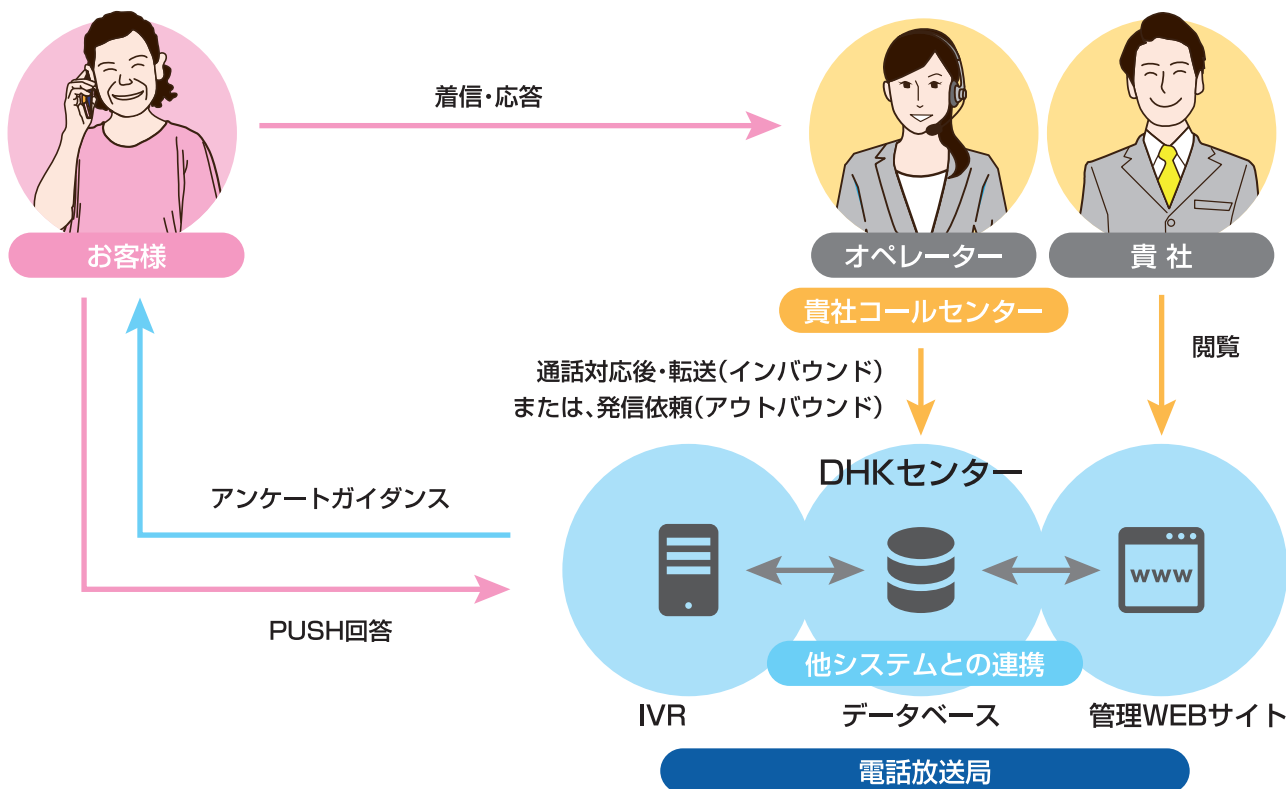 着信・応答
お客様
オペレーター
貴社
貴社コールセンター
閲覧
通話対応後・転送(インバウンド)
または、発信依頼(アウトバウンド)
DHKセンター
アンケートガイダンス
www
PUSH回答
他システムとの連携
IVR
データベース
管理WEBサイト
電話放送局